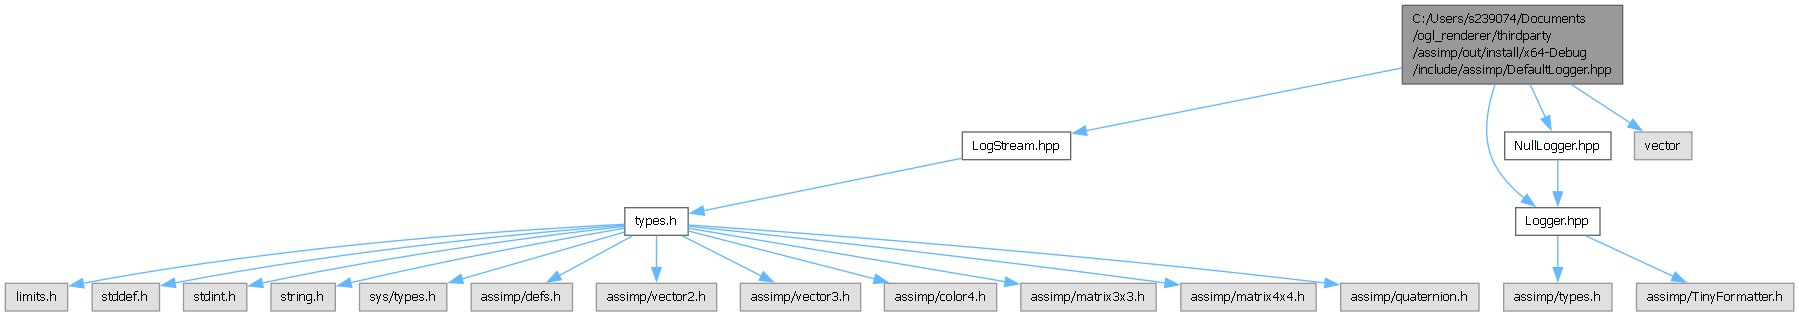 C:/Users/s239074/Documents
/ogl_renderer/thirdparty
/assimp/out/install/x64-Debug
/include/assimp/DefaultLogger.hpp
LogStream.hpp
NullLogger.hpp
vector
types.h
Logger.hpp
limits.h
stddef.h
stdint.h
string.h
sys/types.h
assimp/defs.h
assimp/vector2.h
assimp/vector3.h
assimp/color4.h
assimp/matrix3x3.h
assimp/matrix4x4.h
assimp/quaternion.h
assimp/types.h
assimp/TinyFormatter.h